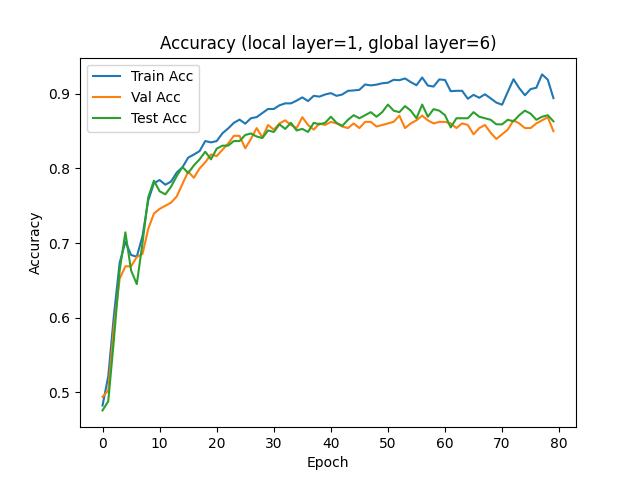 Accuracy (local layer=1, global layer=6)
Train Acc
Val Acc
Test Acc
Accuracy
0.9
0.8
0.7
0.6
0.5
0 10 20 30 40 50 60 70 80
Epoch